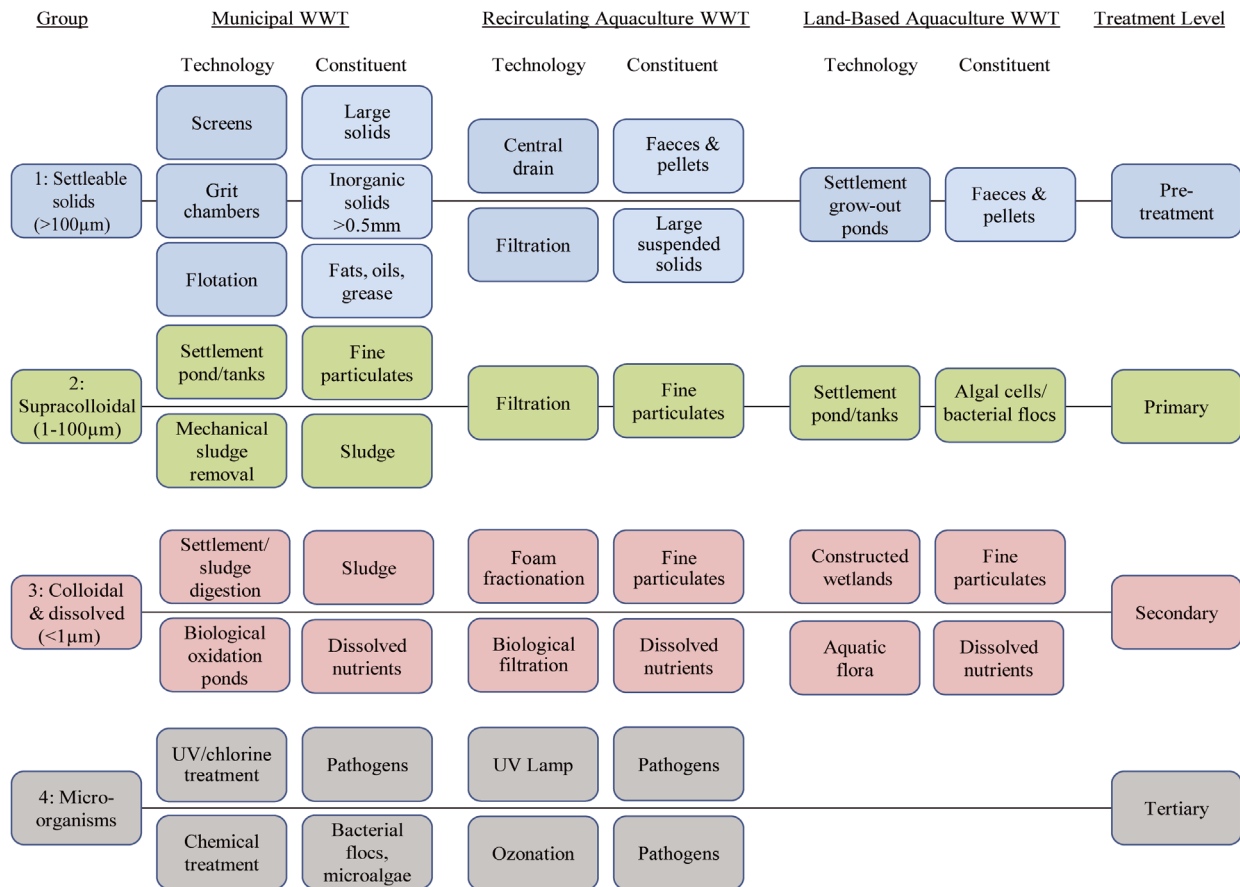 Group
Municipal WWT
Recirculating Aquaculture WWT
Land-Based Aquaculture WWT
Treatment Level
Technology
Constituent
Technology
Constituent
Technology
Constituent
1: Settleable
solids
(>100µm)
Screens
Large
solids
Grit
chambers
Inorganic
solids
>0.5mm
Flotation
Fats, oils,
grease
Central
drain
Faeces &
pellets
Filtration
Large
suspended
solids
Settlement
grow-out
ponds
Faeces &
pellets
Pre-
treatment
2:
Supracolloidal
(1-100µm)
Settlement
pond/tanks
Fine
particulates
Mechanical
sludge
removal
Sludge
Filtration
Fine
particulates
Settlement
pond/tanks
Algal cells/
bacterial flocs
Primary
3: Colloidal
& dissolved
(<1µm)
Settlement/
sludge
digestion
Sludge
Biological
oxidation
ponds
Dissolved
nutrients
Foam
fractionation
Fine
particulates
Biological
filtration
Dissolved
nutrients
Constructed
wetlands
Fine
particulates
Aquatic
flora
Dissolved
nutrients
Secondary
4: Micro-
organisms
UV/chlorine
treatment
Pathogens
Chemical
treatment
Bacterial
flocs,
microalgae
UV Lamp
Pathogens
Ozonation
Pathogens
Tertiary